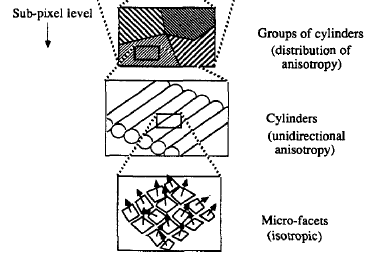 Sub-pixel level
Groups of cylinders
(distribution of
anisotropy)
Cylinders
(unidirectional
anisotropy)
Micro-facets
(isotropic)